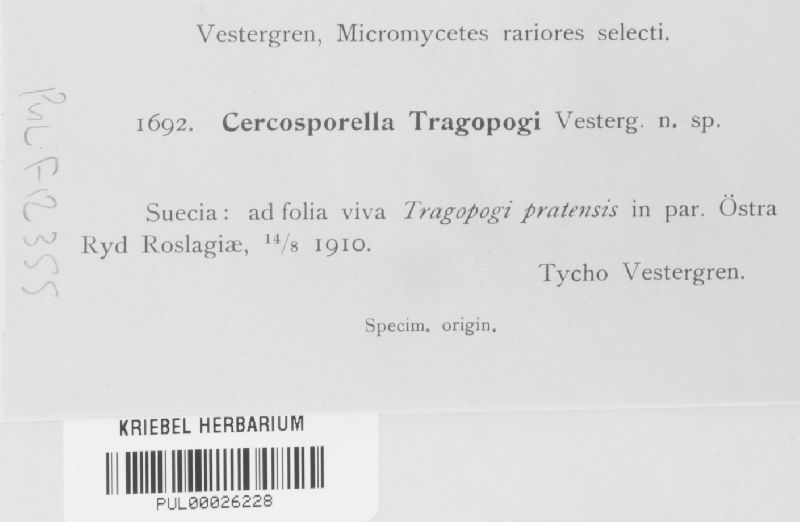 Vestergren, Micromycetes rariores selecti.
1692. Cercosporella Tragopogi Vesterg. n. sp.
Suecia: ad folia viva Tragopogi pratensis in par. Östra
Ryd Roslagiæ, 14/8 1910.
Tycho Vestergren.
Specim. origin.
PUL F12355
KRIEBEL HERBARIUM
PUL00026228